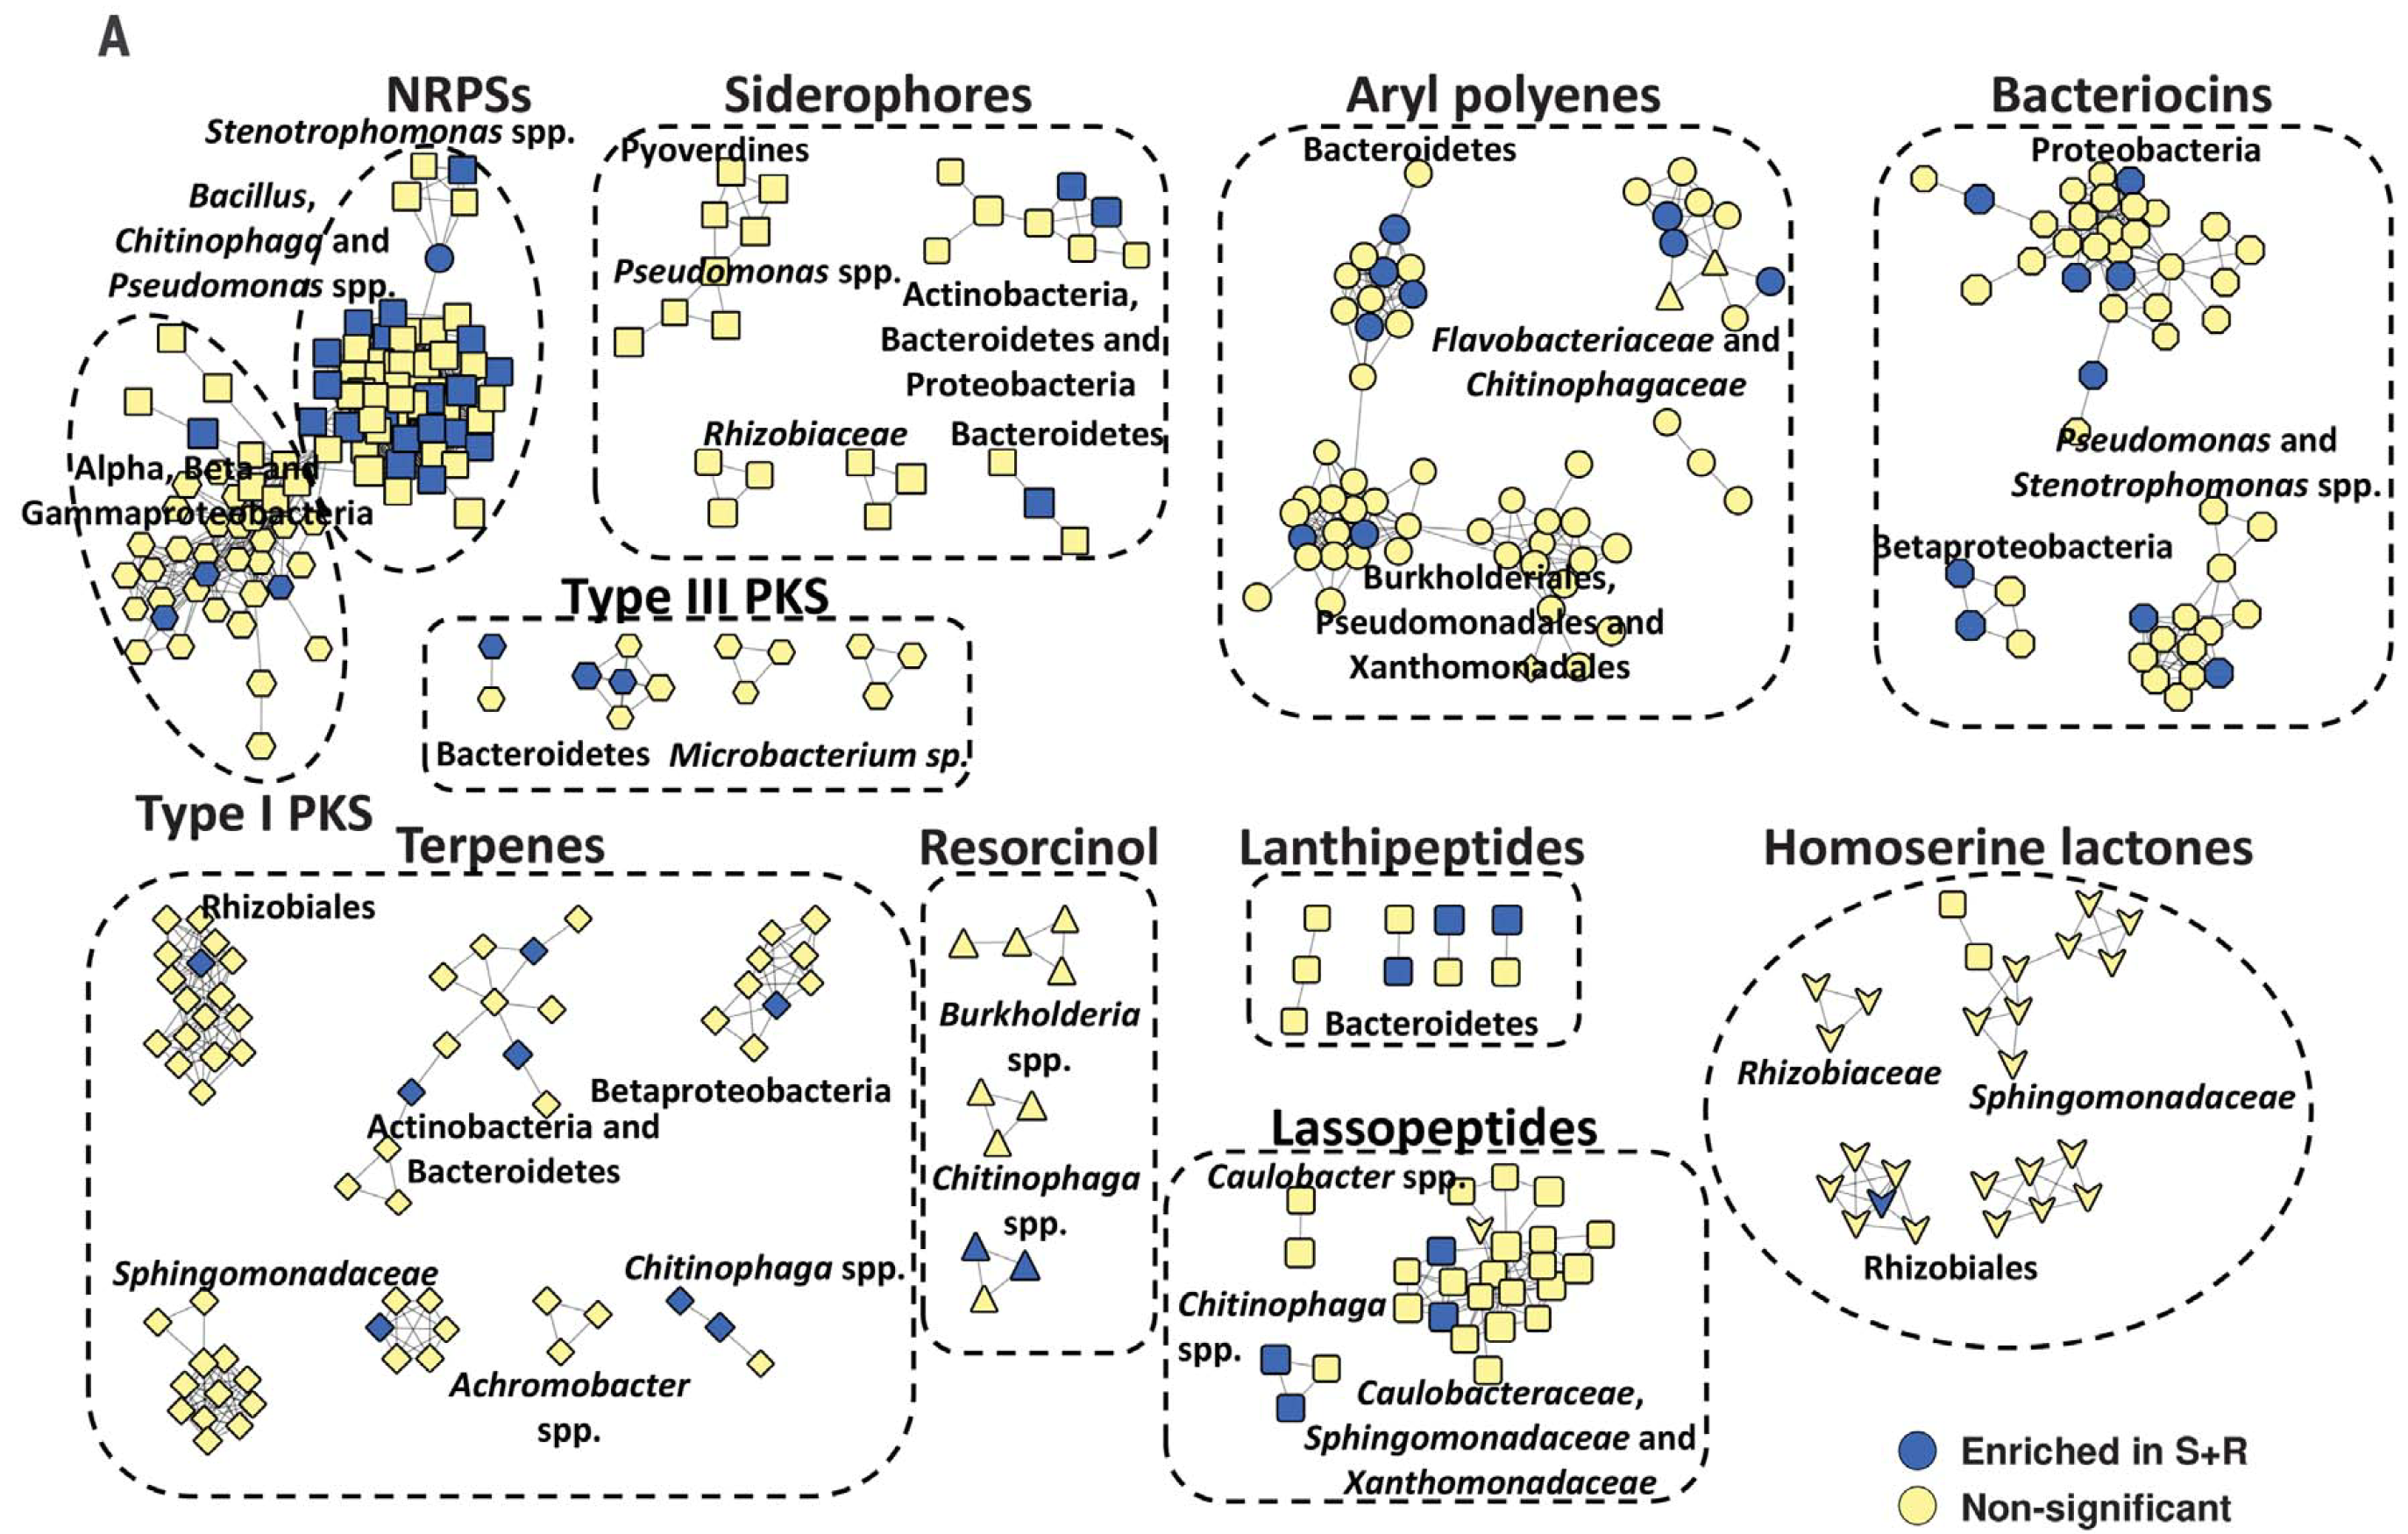 A
NRPSs
Stenotrophomonas spp.
Bacillus,
Chitinophaga and
Pseudomonas spp.
Alpha, Beta and
Gammaproteobacteria
Type I PKS
Siderophores
Pyoverdines
Pseudomonas spp.
Actinobacteria,
Bacteroidetes and
Proteobacteria
Rhizobiaceae
Bacteroidetes
Type III PKS
Bacteroidetes
Microbacterium sp.
Aryl polyenes
Bacteroidetes
Flavobacteriaceae and
Chitinophagaceae
Burkholderiales,
Pseudomonadales and
Xanthomonadales
Bacteriocins
Proteobacteria
Pseudomonas and
Stenotrophomonas spp.
Betaproteobacteria
Terpenes
Rhizobiales
Betaproteobacteria
Actinobacteria and
Bacteroidetes
Sphingomonadaceae
Chitinophaga spp.
Achromobacter
spp.
Resorcinol
Burkholderia
spp.
Chitinophaga
spp.
Lanthipeptides
Bacteroidetes
Lassopeptides
Caulobacter spp.
Chitinophaga
spp.
Caulobacteraceae,
Sphingomonadaceae and
Xanthomonadaceae
Homoserine lactones
Rhizobiaceae
Sphingomonadaceae
Rhizobiales
Enriched in S+R
Non-significant